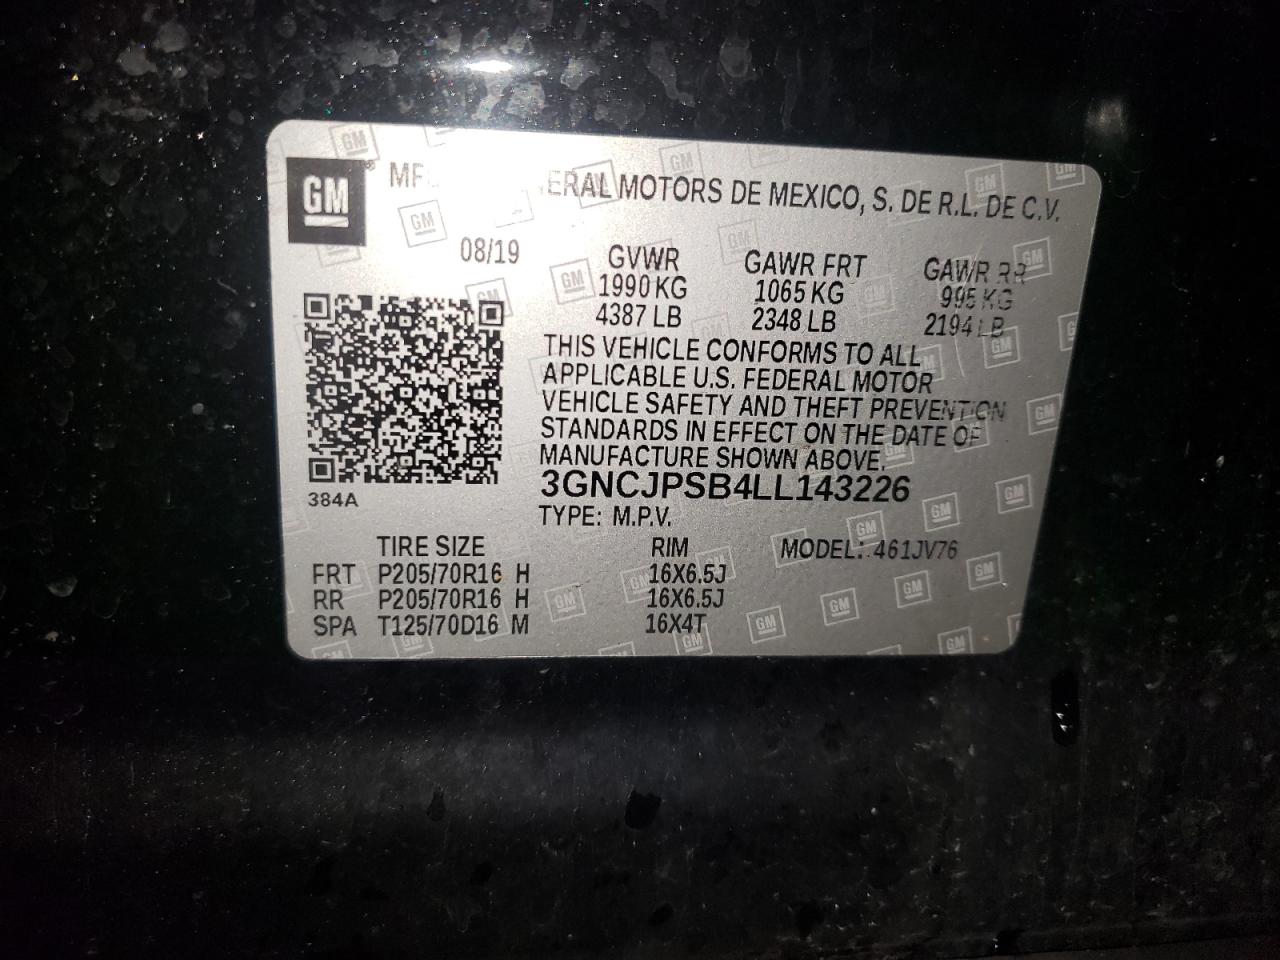 GM
GENERAL MOTORS DE MEXICO, S. DE R.L. DE C.V.
08/19
GVWR GAWR FRT GAWR RR
1990 KG 1065 KG 995 KG
4387 LB 2348 LB 2194 LB
THIS VEHICLE CONFORMS TO ALL
APPLICABLE U.S. FEDERAL MOTOR
VEHICLE SAFETY AND THEFT PREVENTION
STANDARDS IN EFFECT ON THE DATE OF
MANUFACTURE SHOWN ABOVE.
3GNCJPSB4LL143226
384A
TYPE: M.P.V.
TIRE SIZE RIM MODEL: 461JV76
FRT P205/70R16 H 16X6.5J
RR P205/70R16 H 16X6.5J
SPA T125/70D16 M 16X4T